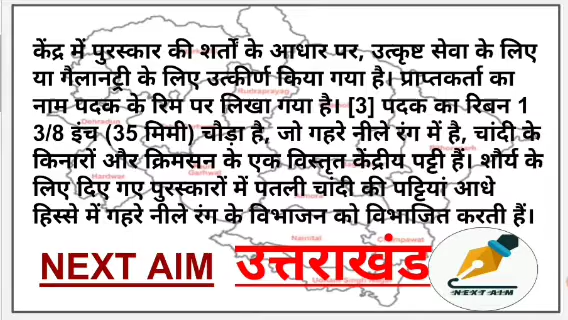 केंद्र में पुरस्कार की शर्तों के आधार पर, उत्कृष्ट सेवा के लिए
या गैलानट्री के लिए उत्कीर्ण किया गया है। प्राप्तकर्ता का
नाम पदक के रिम पर लिखा गया है। [3] पदक का रिबन 1
3/8 इंच (35 मिमी) चौड़ा है, जो गहरे नीले रंग में है, चांदी के
किनारों और क्रिमसन के एक विस्तृत केंद्रीय पट्टी हैं। शौर्य के
लिए दिए गए पुरस्कारों में पतली चांदी की पट्टियां आधे
हिस्से में गहरे नीले रंग के विभाजन को विभाजित करती हैं।
NEXT AIM उत्तराखंड
NEXT AIM